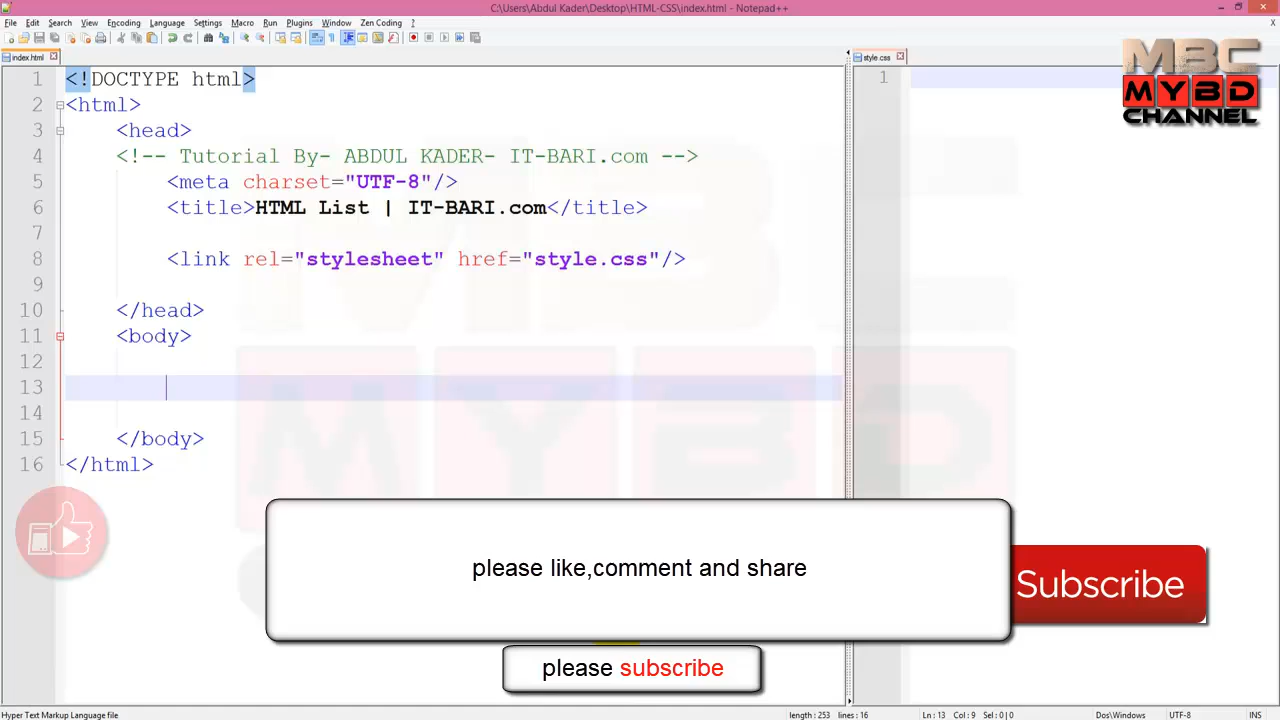 C:\Users\Abdul Kader\Desktop\HTML-CSS\index.html - Notepad++
File Edit Search View Encoding Language Settings Macro Run Plugins Window Zen Coding ? X
index.html
style.css
1 <!DOCTYPE html>
2 <html>
3 <head>
4 <!-- Tutorial By- ABDUL KADER- IT-BARI.com -->
5 <meta charset="UTF-8"/>
6 <title>HTML List | IT-BARI.com</title>
7
8 <link rel="stylesheet" href="style.css"/>
9
10 </head>
11 <body>
12
13
14
15 </body>
16 </html>
1
MBC
MYBD
CHANNEL
MBC
MYBD
please like,comment and share
Subscribe
please subscribe
Hyper Text Markup Language file length : 253 lines : 16 Ln : 13 Col : 9 Sel : 0 | 0 Dos\Windows UTF-8 INS